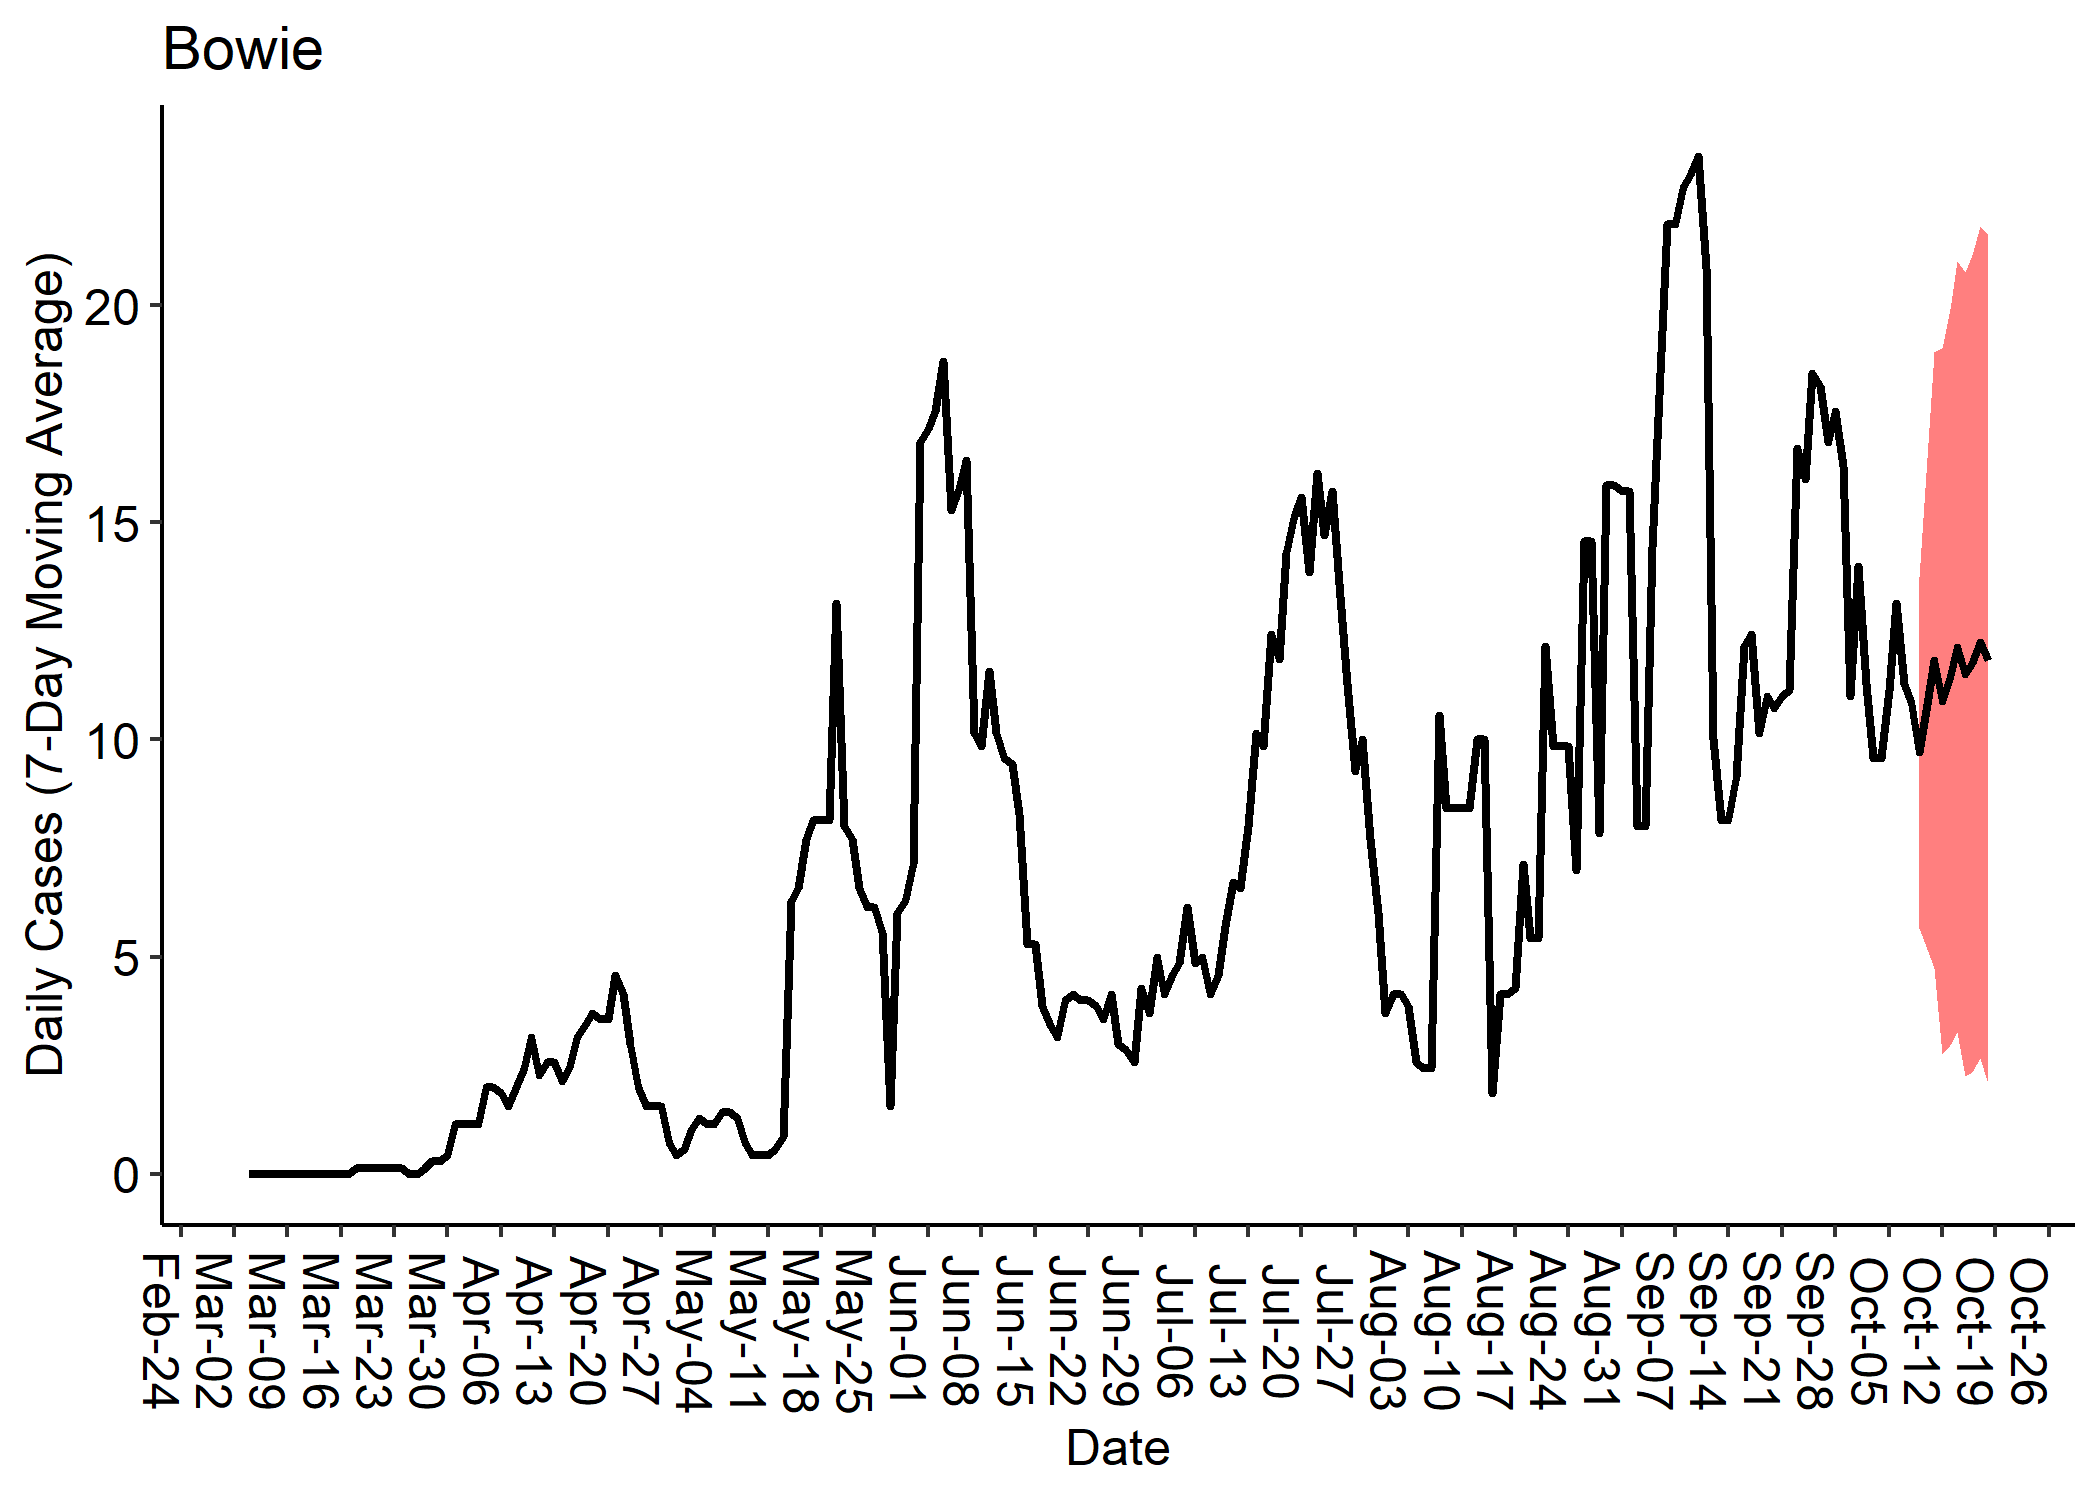 Bowie
Daily Cases (7-Day Moving Average)
20
15
10
5
0
Feb-24
Mar-02
Mar-09
Mar-16
Mar-23
Mar-30
Apr-06
Apr-13
Apr-20
Apr-27
May-04
May-11
May-18
May-25
Jun-01
Jun-08
Jun-15
Jun-22
Jun-29
Jul-06
Jul-13
Jul-20
Jul-27
Aug-03
Aug-10
Aug-17
Aug-24
Aug-31
Sep-07
Sep-14
Sep-21
Sep-28
Oct-05
Oct-12
Oct-19
Oct-26
Date